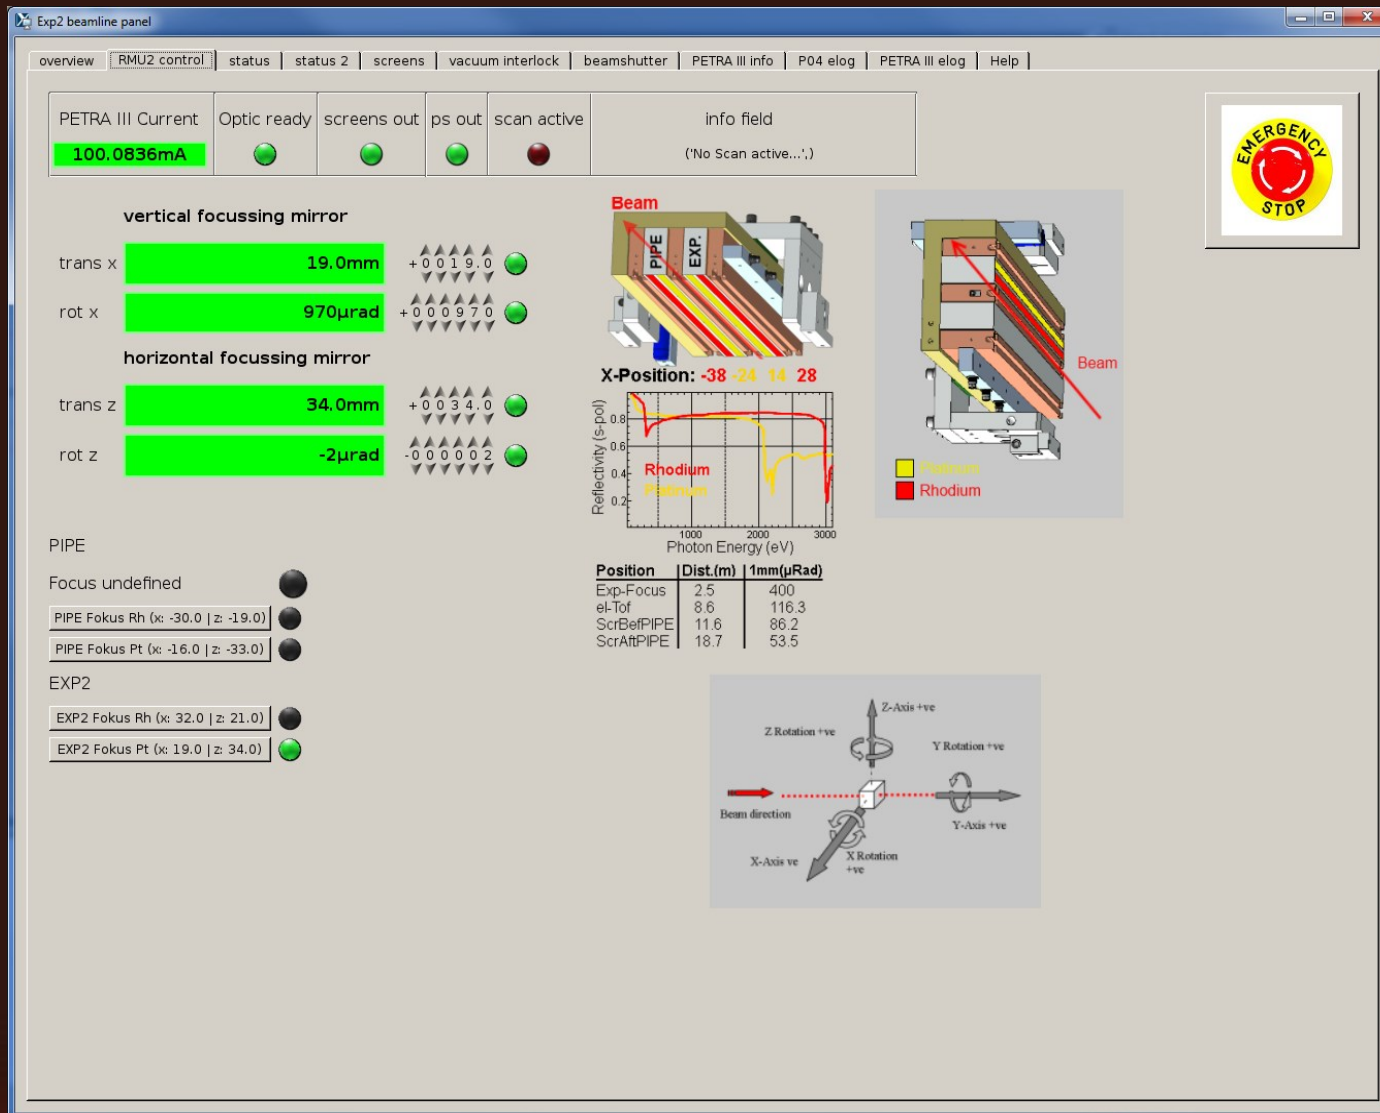 Exp2 beamline panel
overview RMU2 control status status 2 screens vacuum interlock beamshutter PETRA III info P04 elog PETRA III elog Help
PETRA III Current Optic ready screens out ps out scan active info field
100.0836mA ('No Scan active...',)
EMERGENCY
STOP
vertical focussing mirror
trans x 19.0mm +0019.0
rot x 970µrad +000970
horizontal focussing mirror
trans z 34.0mm +0034.0
rot z -2µrad -000002
PIPE
Focus undefined
PIPE Fokus Rh (x: -30.0 | z: -19.0)
PIPE Fokus Pt (x: -16.0 | z: -33.0)
EXP2
EXP2 Fokus Rh (x: 32.0 | z: 21.0)
EXP2 Fokus Pt (x: 19.0 | z: 34.0)
Beam
PIPE
EXP.
X-Position: -38 -24 14 28
Reflectivity (s-pol)
0.8
0.6
0.4
0.2
Rhodium
Platinum
1000 2000 3000
Photon Energy (eV)
Position Dist.(m) 1mm(µRad)
Exp-Focus 2.5 400
el-Tof 8.6 116.3
ScrBefPIPE 11.6 86.2
ScrAftPIPE 18.7 53.5
Beam
Platinum
Rhodium
Z-Axis +ve
Z Rotation +ve
Y Rotation +ve
Beam direction
Y-Axis +ve
X-Axis ve
X Rotation
+ve